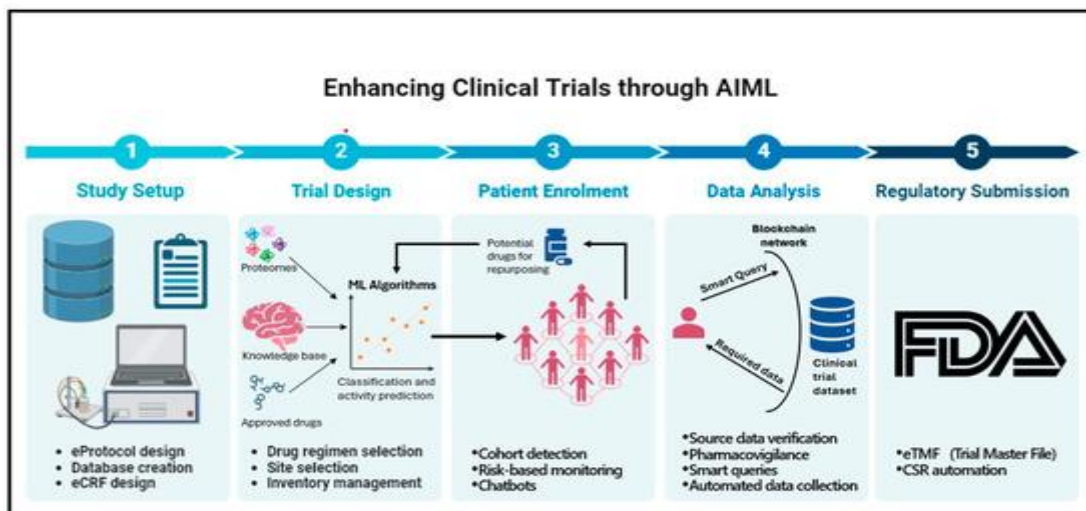 Enhancing Clinical Trials through AIML
1
2
3
4
5
Study Setup
Trial Design
Patient Enrolment
Data Analysis
Regulatory Submission
• eProtocol design
• Database creation
• eCRF design
Proteomes
ML Algorithms
Knowledge base
Classification and
activity prediction
Approved drugs
• Drug regimen selection
• Site selection
• Inventory management
Potential
drugs for
repurposing
•Cohort detection
•Risk-based monitoring
•Chatbots
Blockchain
network
Smart Query
Required data
Clinical
trial
dataset
•Source data verification
•Pharmacovigilance
•Smart queries
•Automated data collection
FDA
•eTMF (Trial Master File)
•CSR automation